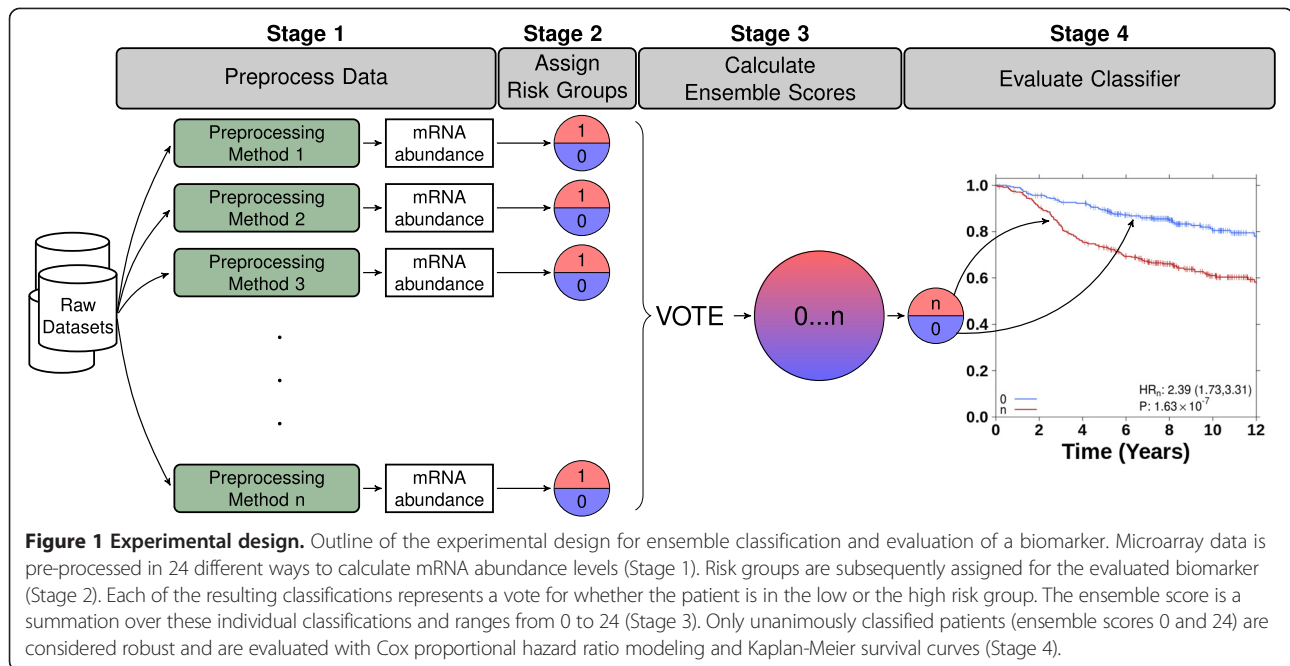 Stage 1
Stage 2
Stage 3
Stage 4
Preprocess Data
Assign
Risk Groups
Calculate
Ensemble Scores
Evaluate Classifier
Raw
Datasets
Preprocessing
Method 1
mRNA
abundance
1
0
Preprocessing
Method 2
mRNA
abundance
1
0
Preprocessing
Method 3
mRNA
abundance
1
0
Preprocessing
Method n
mRNA
abundance
1
0
VOTE
0...n
n
0
1.0
0.8
0.6
0.4
0.2
0.0
0
n
HRn: 2.39 (1.73,3.31)
P: 1.63×10⁻⁷
0 2 4 6 8 10 12
Time (Years)
Figure 1 Experimental design. Outline of the experimental design for ensemble classification and evaluation of a biomarker. Microarray data is
pre-processed in 24 different ways to calculate mRNA abundance levels (Stage 1). Risk groups are subsequently assigned for the evaluated biomarker
(Stage 2). Each of the resulting classifications represents a vote for whether the patient is in the low or the high risk group. The ensemble score is a
summation over these individual classifications and ranges from 0 to 24 (Stage 3). Only unanimously classified patients (ensemble scores 0 and 24) are
considered robust and are evaluated with Cox proportional hazard ratio modeling and Kaplan-Meier survival curves (Stage 4).